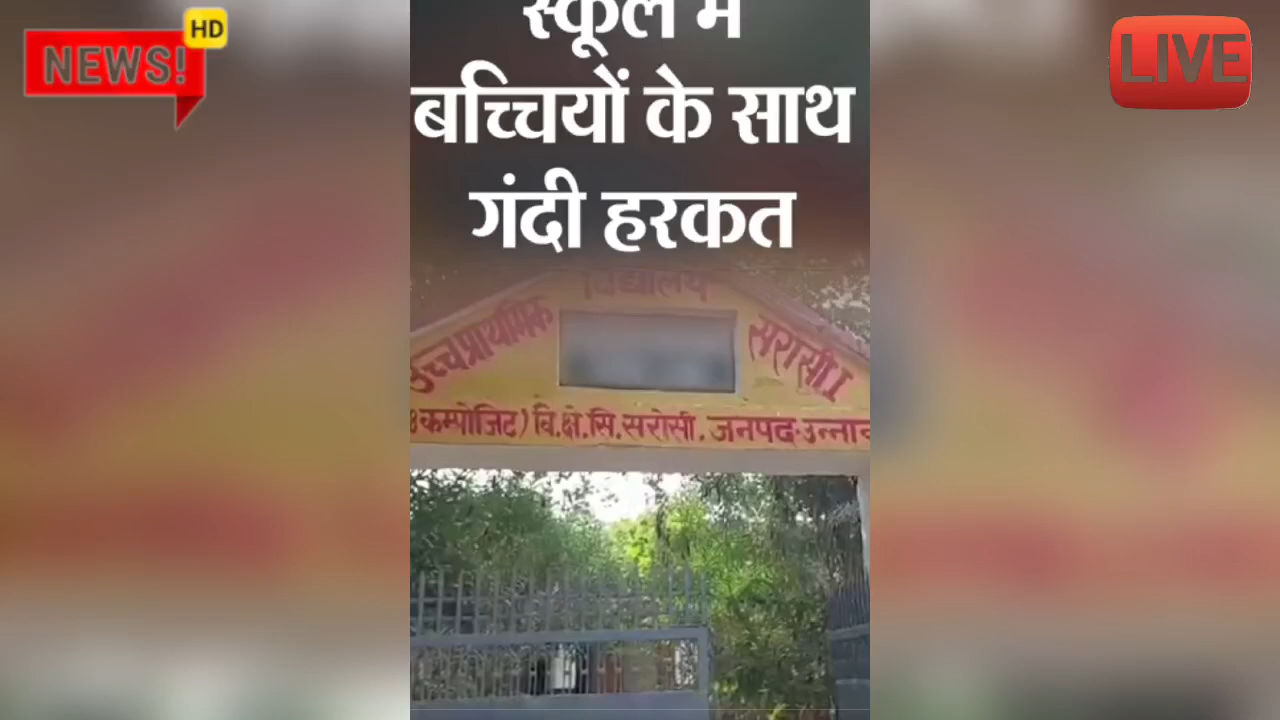 NEWS! HD
LIVE
स्कूल में
बच्चियों के साथ
गंदी हरकत
विद्यालय
उच्चप्राथमिक
सरोसी I
कम्पोजिट) वि.क्षे.सि.सरोसी. जनपद-उन्नाव